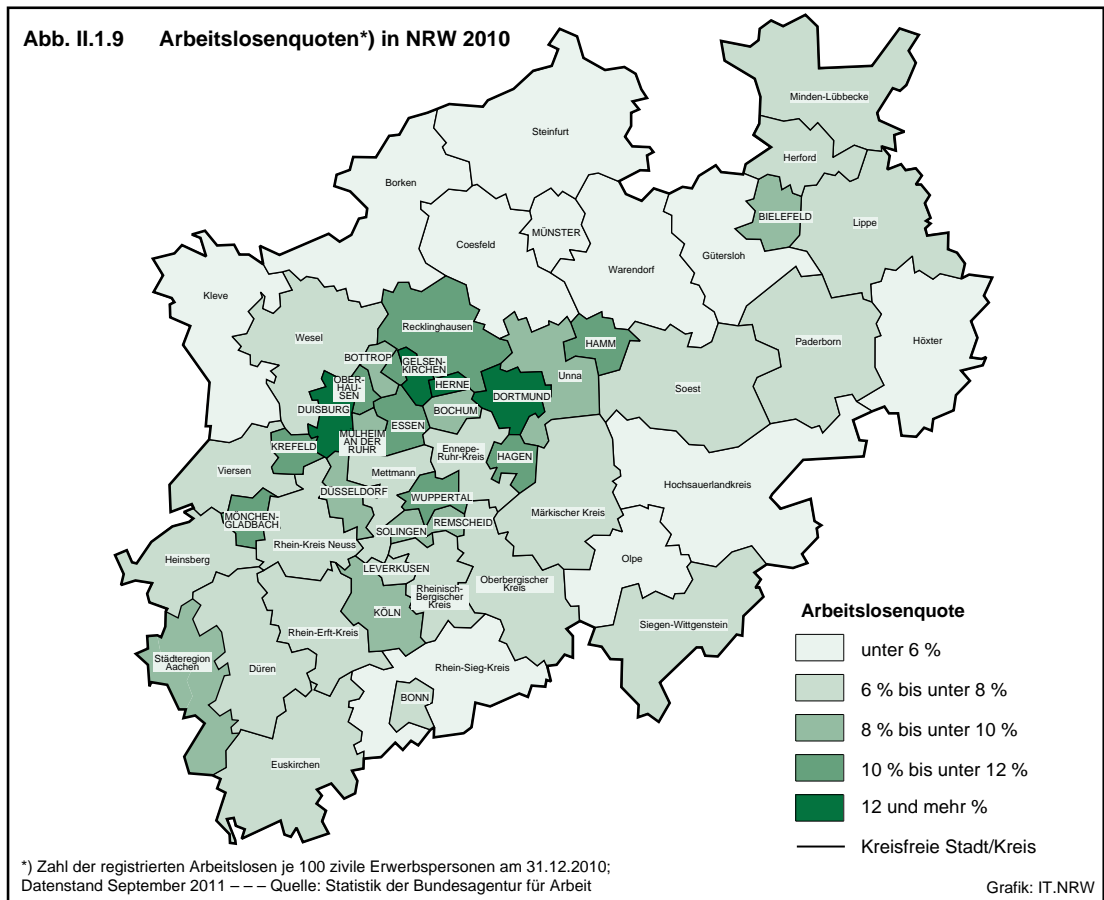 Abb. II.1.9 Arbeitslosenquoten*) in NRW 2010
Minden-Lübbecke
Steinfurt
Herford
Borken
BIELEFELD
Lippe
MÜNSTER
Coesfeld
Gütersloh
Warendorf
Kleve
Recklinghausen
Wesel
HAMM
Paderborn
Höxter
BOTTROP
GELSEN-
KIRCHEN
Unna
OBER-
HAU-
SEN
HERNE
Soest
DORTMUND
DUISBURG
BOCHUM
ESSEN
MÜLHEIM
AN DER
RUHR
KREFELD
Ennepe-
Ruhr-Kreis
HAGEN
Viersen
Mettmann
Hochsauerlandkreis
DÜSSELDORF
WUPPERTAL
Märkischer Kreis
MÖNCHEN-
GLADBACH
REMSCHEID
SOLINGEN
Rhein-Kreis Neuss
Heinsberg
Olpe
LEVERKUSEN
Oberbergischer
Kreis
Rheinisch-
Bergischer
Kreis
KÖLN
Siegen-Wittgenstein
Rhein-Erft-Kreis
Städteregion
Aachen
Düren
Rhein-Sieg-Kreis
BONN
Euskirchen
Arbeitslosenquote
unter 6 %
6 % bis unter 8 %
8 % bis unter 10 %
10 % bis unter 12 %
12 und mehr %
Kreisfreie Stadt/Kreis
*) Zahl der registrierten Arbeitslosen je 100 zivile Erwerbspersonen am 31.12.2010;
Datenstand September 2011 – – – Quelle: Statistik der Bundesagentur für Arbeit
Grafik: IT.NRW